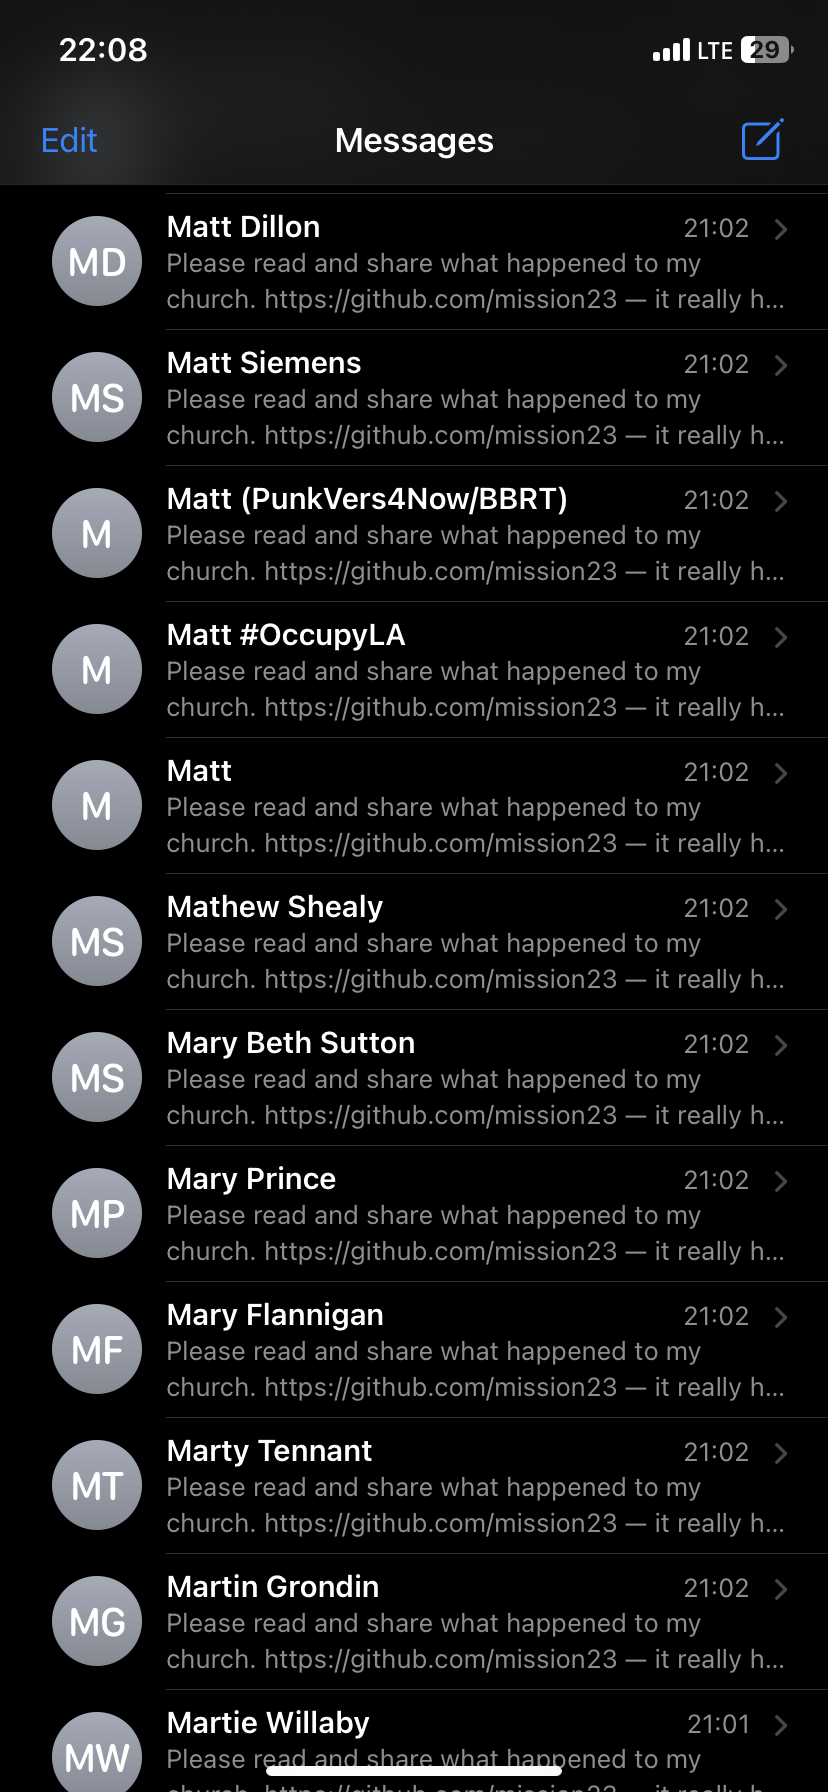 22:08
LTE 29
Edit Messages
Matt Dillon 21:02
MD
Please read and share what happened to my
church. https://github.com/mission23 — it really h...
Matt Siemens 21:02
MS
Please read and share what happened to my
church. https://github.com/mission23 — it really h...
Matt (PunkVers4Now/BBRT) 21:02
M
Please read and share what happened to my
church. https://github.com/mission23 — it really h...
Matt #OccupyLA 21:02
M
Please read and share what happened to my
church. https://github.com/mission23 — it really h...
Matt 21:02
M
Please read and share what happened to my
church. https://github.com/mission23 — it really h...
Mathew Shealy 21:02
MS
Please read and share what happened to my
church. https://github.com/mission23 — it really h...
Mary Beth Sutton 21:02
MS
Please read and share what happened to my
church. https://github.com/mission23 — it really h...
Mary Prince 21:02
MP
Please read and share what happened to my
church. https://github.com/mission23 — it really h...
Mary Flannigan 21:02
MF
Please read and share what happened to my
church. https://github.com/mission23 — it really h...
Marty Tennant 21:02
MT
Please read and share what happened to my
church. https://github.com/mission23 — it really h...
Martin Grondin 21:02
MG
Please read and share what happened to my
church. https://github.com/mission23 — it really h...
Martie Willaby 21:01
MW
Please read and share what happened to my